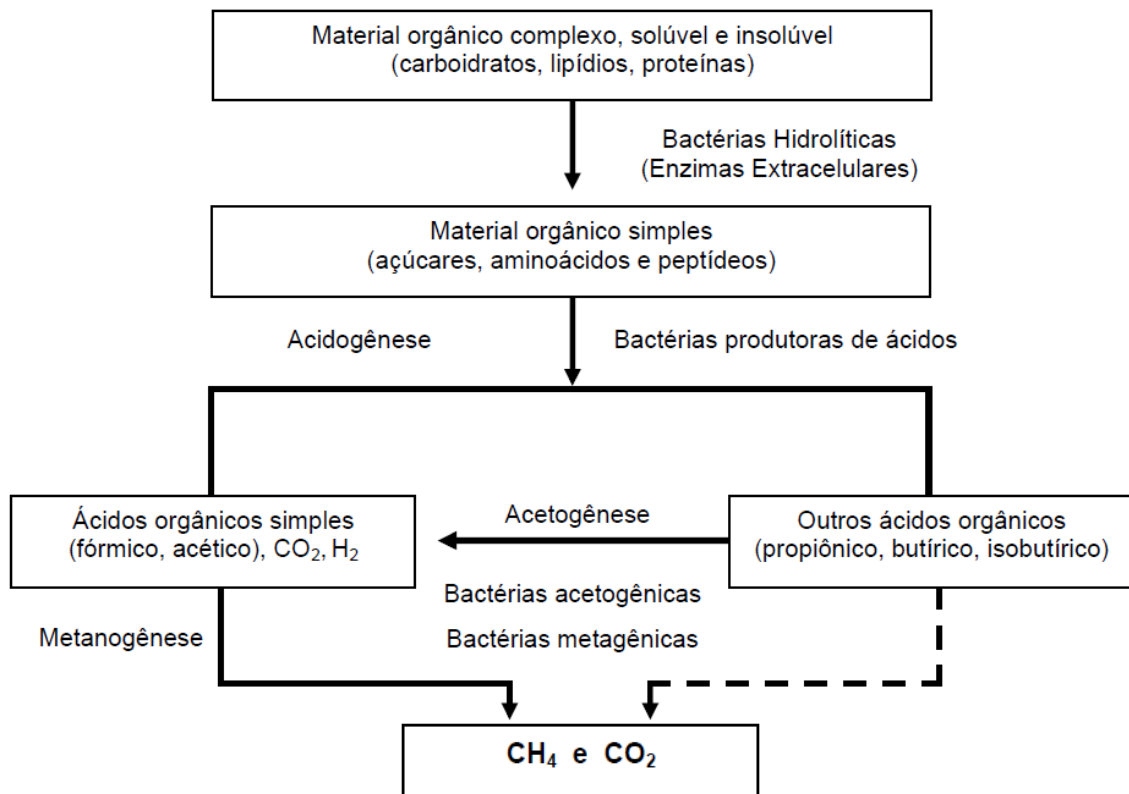 Material orgânico complexo, solúvel e insolúvel
(carboidratos, lipídios, proteínas)
Bactérias Hidrolíticas
(Enzimas Extracelulares)
Material orgânico simples
(açúcares, aminoácidos e peptídeos)
Acidogênese
Bactérias produtoras de ácidos
Ácidos orgânicos simples
(fórmico, acético), CO₂, H₂
Acetogênese
Outros ácidos orgânicos
(propiônico, butírico, isobutírico)
Bactérias acetogênicas
Metanogênese
Bactérias metagênicas
CH₄ e CO₂